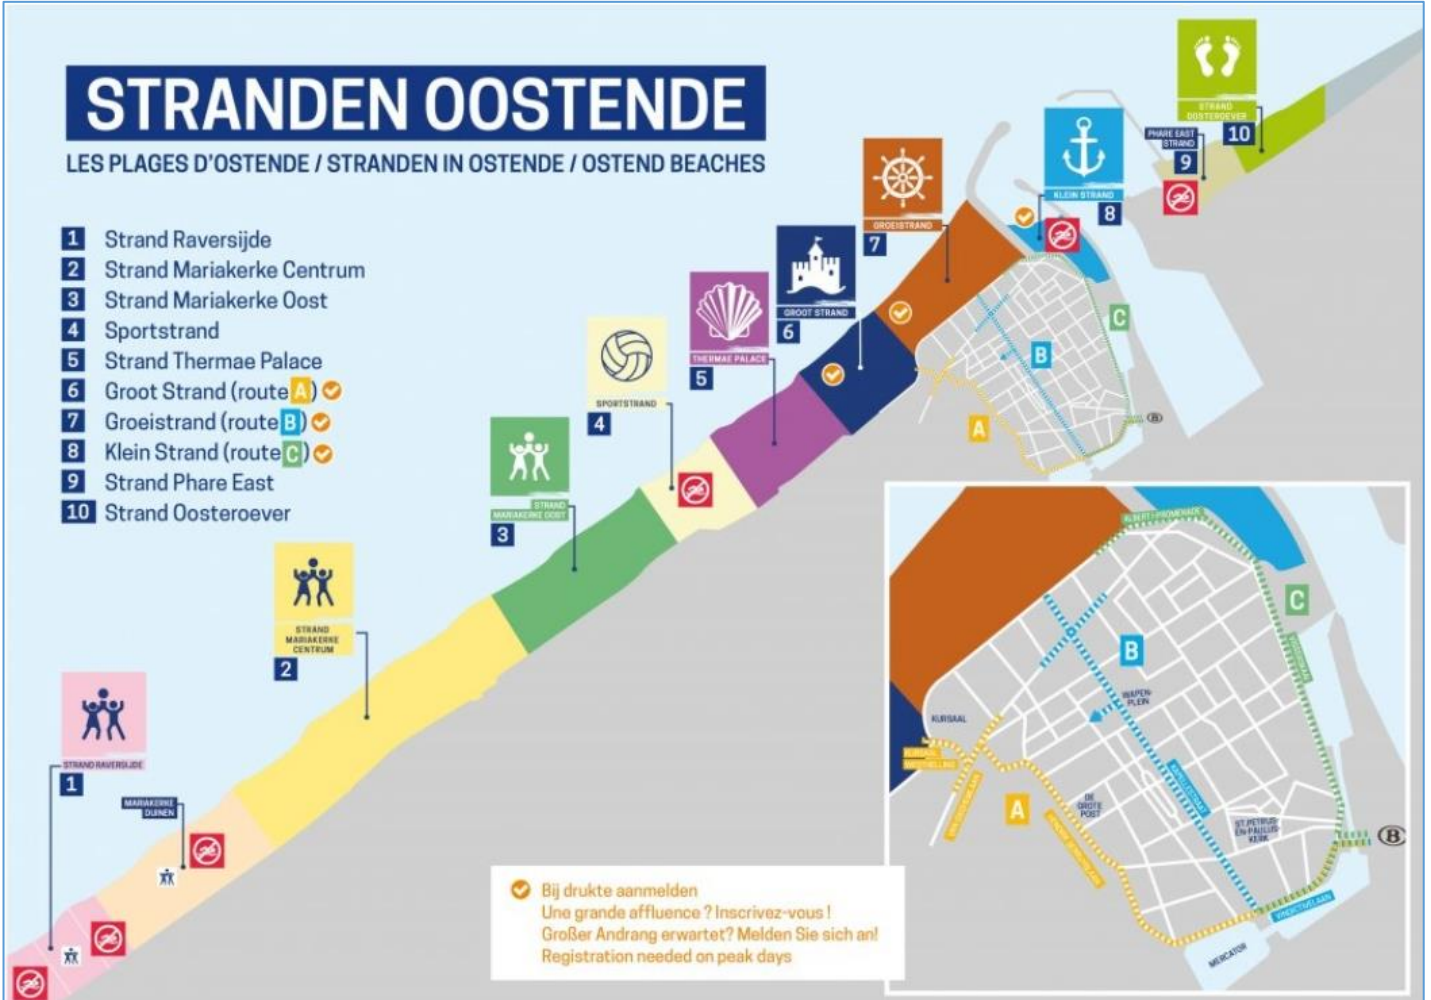 STRANDEN OOSTENDE
LES PLAGES D'OSTENDE / STRANDEN IN OSTENDE / OSTEND BEACHES
1 Strand Raversijde
2 Strand Mariakerke Centrum
3 Strand Mariakerke Oost
4 Sportstrand
5 Strand Thermae Palace
6 Groot Strand (route A)
7 Groeistrand (route B)
8 Klein Strand (route C)
9 Strand Phare East
10 Strand Oosteroever
STRAND
OOSTEROEVER
10
PHARE EAST
STRAND
9
KLEIN STRAND
8
GROEISTRAND
7
GROOT STRAND
6
THERMAE PALACE
5
SPORTSTRAND
4
STRAND
MARIAKERKE OOST
3
STRAND
MARIAKERKE
CENTRUM
2
STRAND RAVERSIJDE
1
MARIAKERKE
DUINEN
C
B
A
B
ALBERT I-PROMENADE
C
B
WAPEN-
PLEIN
KURSAAL
KURSAAL
A
DE
GROTE
POST
KAPELLESTRAAT
ST.PETRUS-
EN-PAULUS-
KERK
B
VINDICTIVELAAN
MERCATOR
Bij drukte aanmelden
Une grande affluence ? Inscrivez-vous !
Großer Andrang erwartet? Melden Sie sich an!
Registration needed on peak days